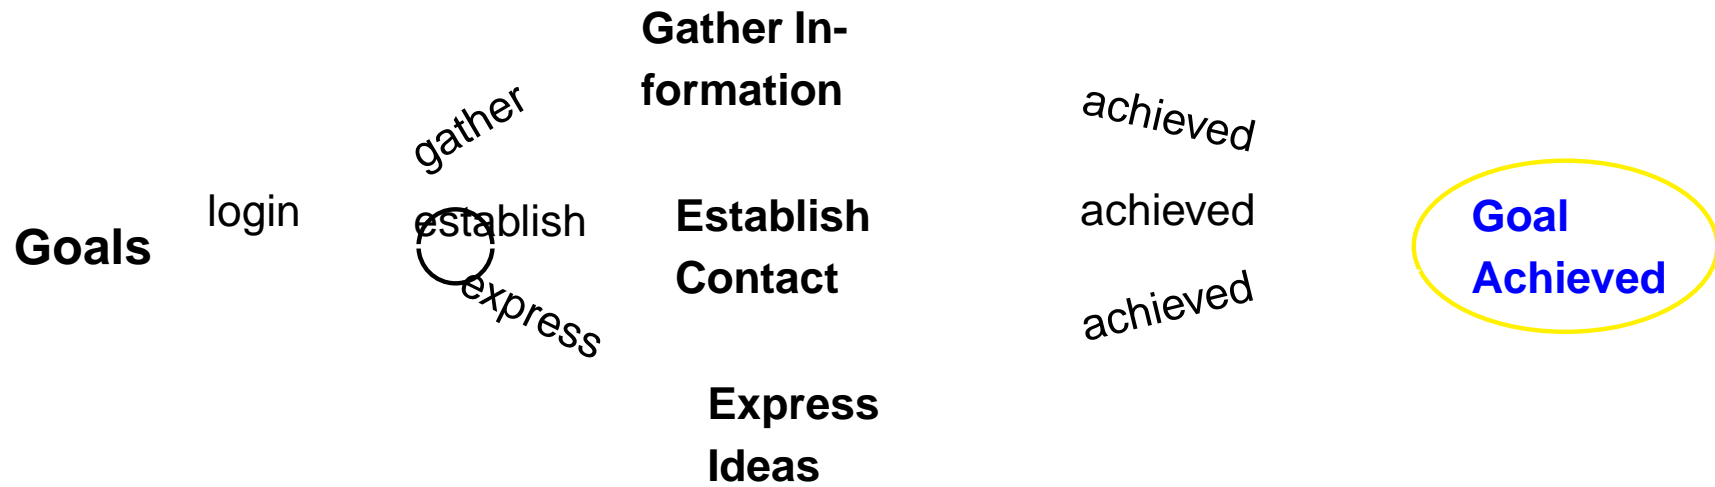 Gather In-
formation
gather
achieved
login
establish
Establish
Contact
achieved
Goal
Achieved
Goals
express
achieved
Express
Ideas